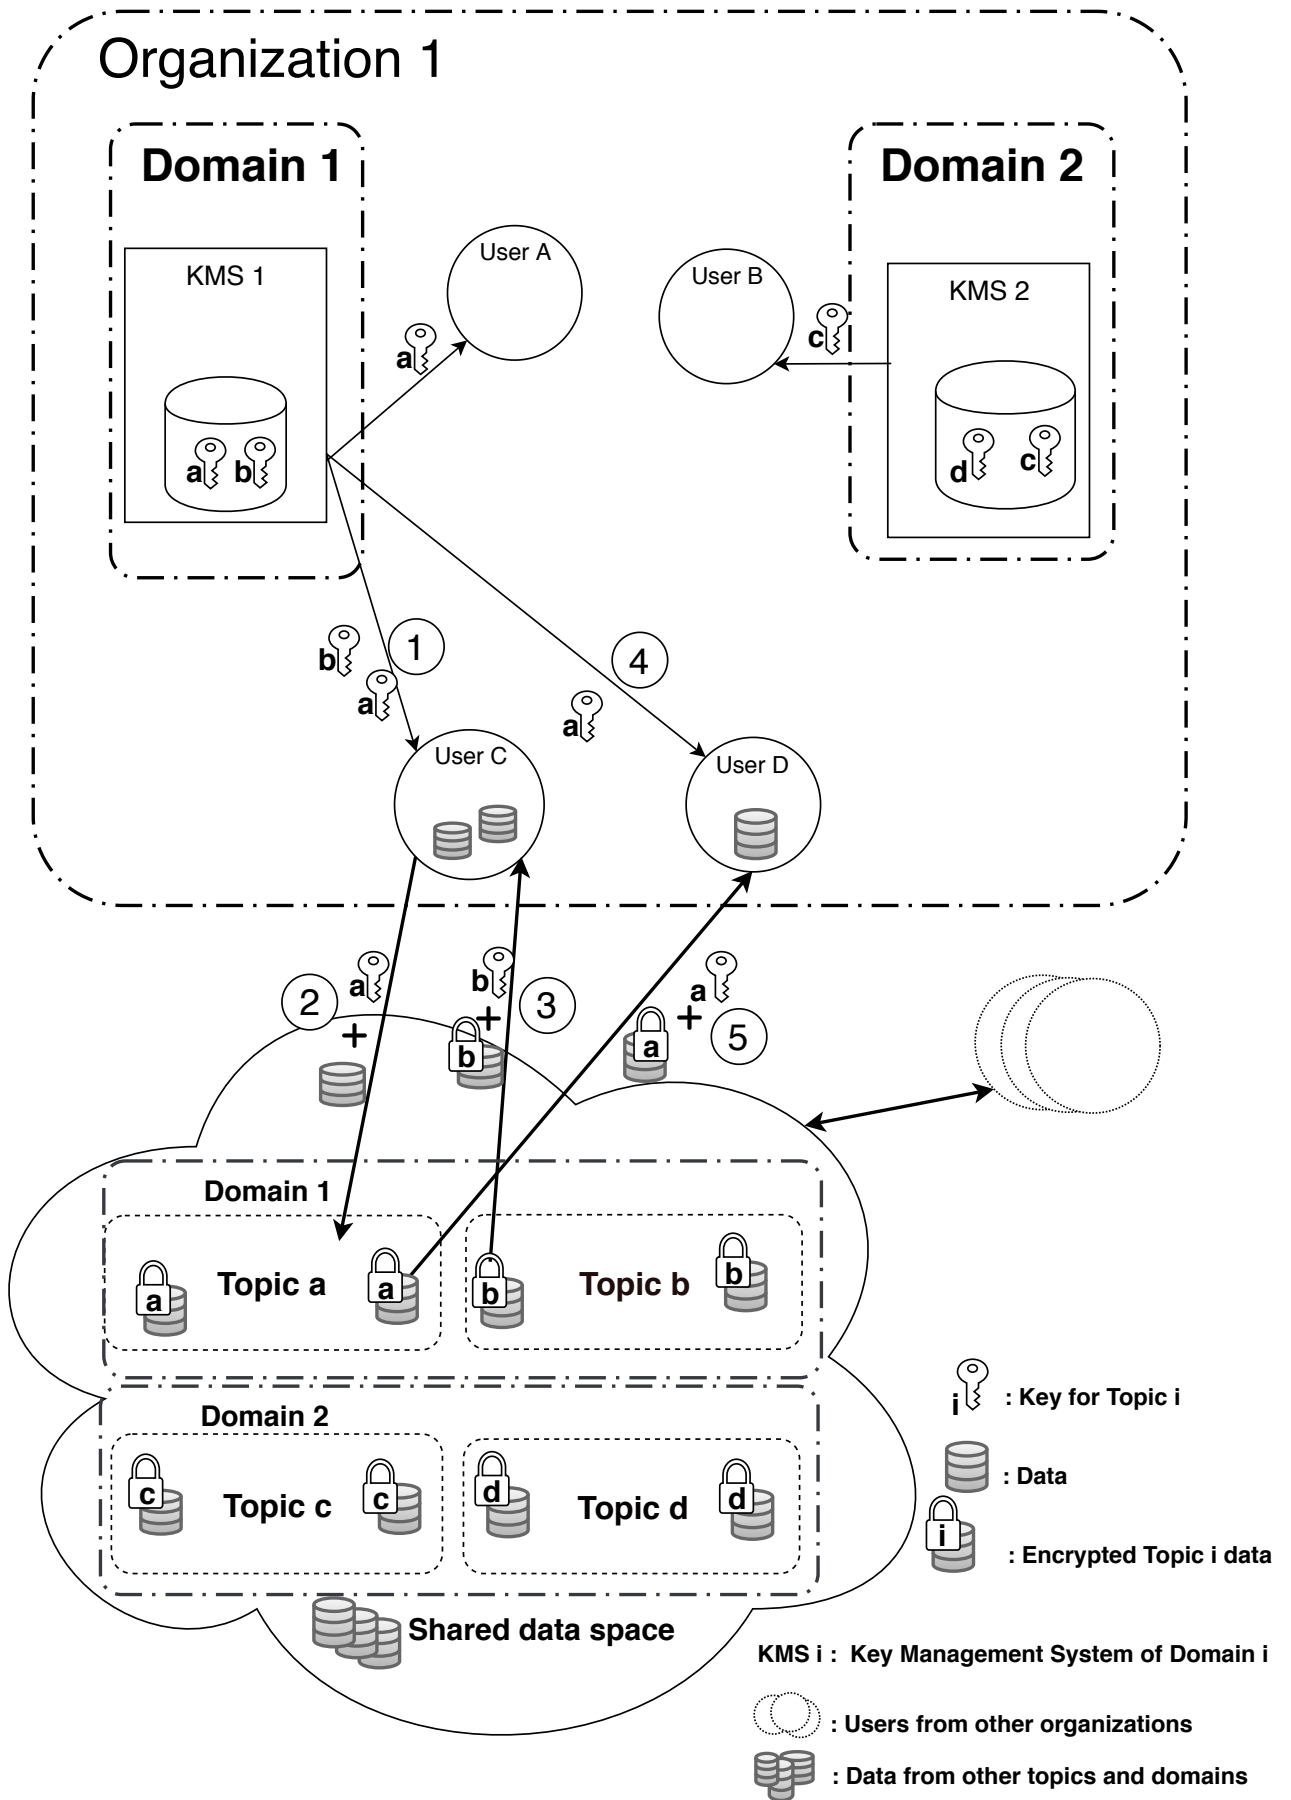 Organization 1
Domain 1
Domain 2
KMS 1
User A
User B
KMS 2
c
a
a
b
d
c
b
1
4
a
a
User C
User D
2
a
b
3
a
5
+
+
+
b
a
Domain 1
a
Topic a
a
b
Topic b
b
Domain 2
c
Topic c
c
d
Topic d
d
Shared data space
i
: Key for Topic i
: Data
i
: Encrypted Topic i data
KMS i : Key Management System of Domain i
: Users from other organizations
: Data from other topics and domains